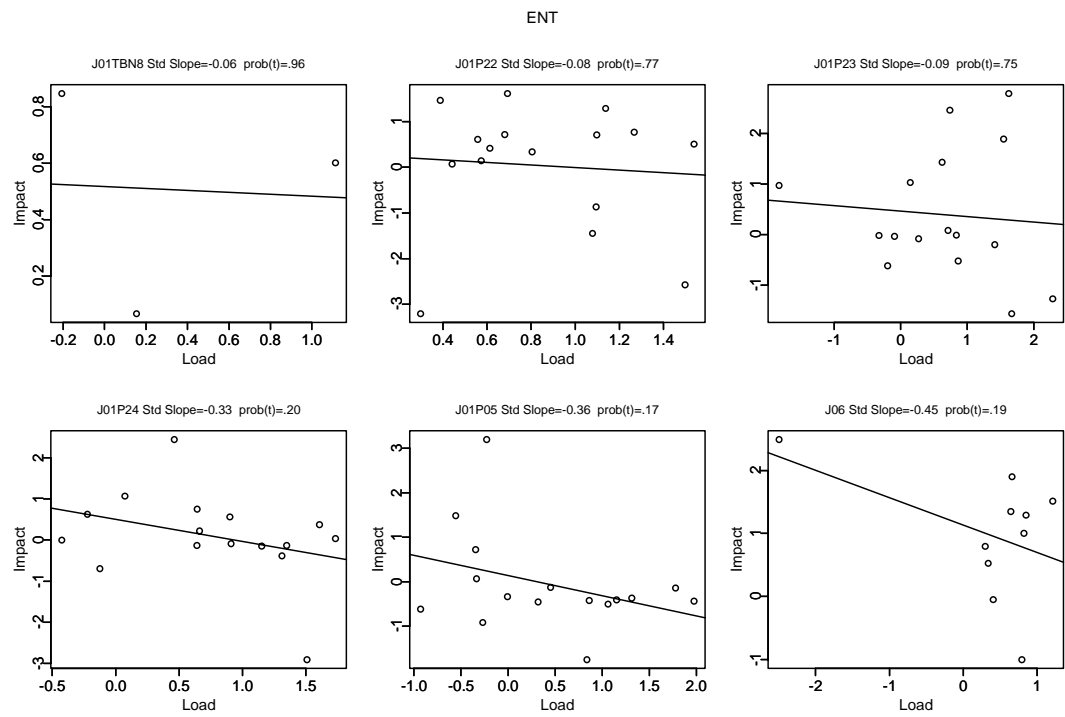 ENT
J01TBN8 Std Slope=-0.06 prob(t)=.96
Impact
0.8
0.6
0.4
0.2
-0.2 0.0 0.2 0.4 0.6 0.8 1.0
Load
J01P22 Std Slope=-0.08 prob(t)=.77
Impact
1
0
-1
-2
-3
0.4 0.6 0.8 1.0 1.2 1.4
Load
J01P23 Std Slope=-0.09 prob(t)=.75
Impact
2
1
0
-1
-1 0 1 2
Load
J01P24 Std Slope=-0.33 prob(t)=.20
Impact
2
1
0
-1
-2
-3
-0.5 0.0 0.5 1.0 1.5
Load
J01P05 Std Slope=-0.36 prob(t)=.17
Impact
3
2
1
0
-1
-1.0 -0.5 0.0 0.5 1.0 1.5 2.0
Load
J06 Std Slope=-0.45 prob(t)=.19
Impact
2
1
0
-1
-2 -1 0 1
Load